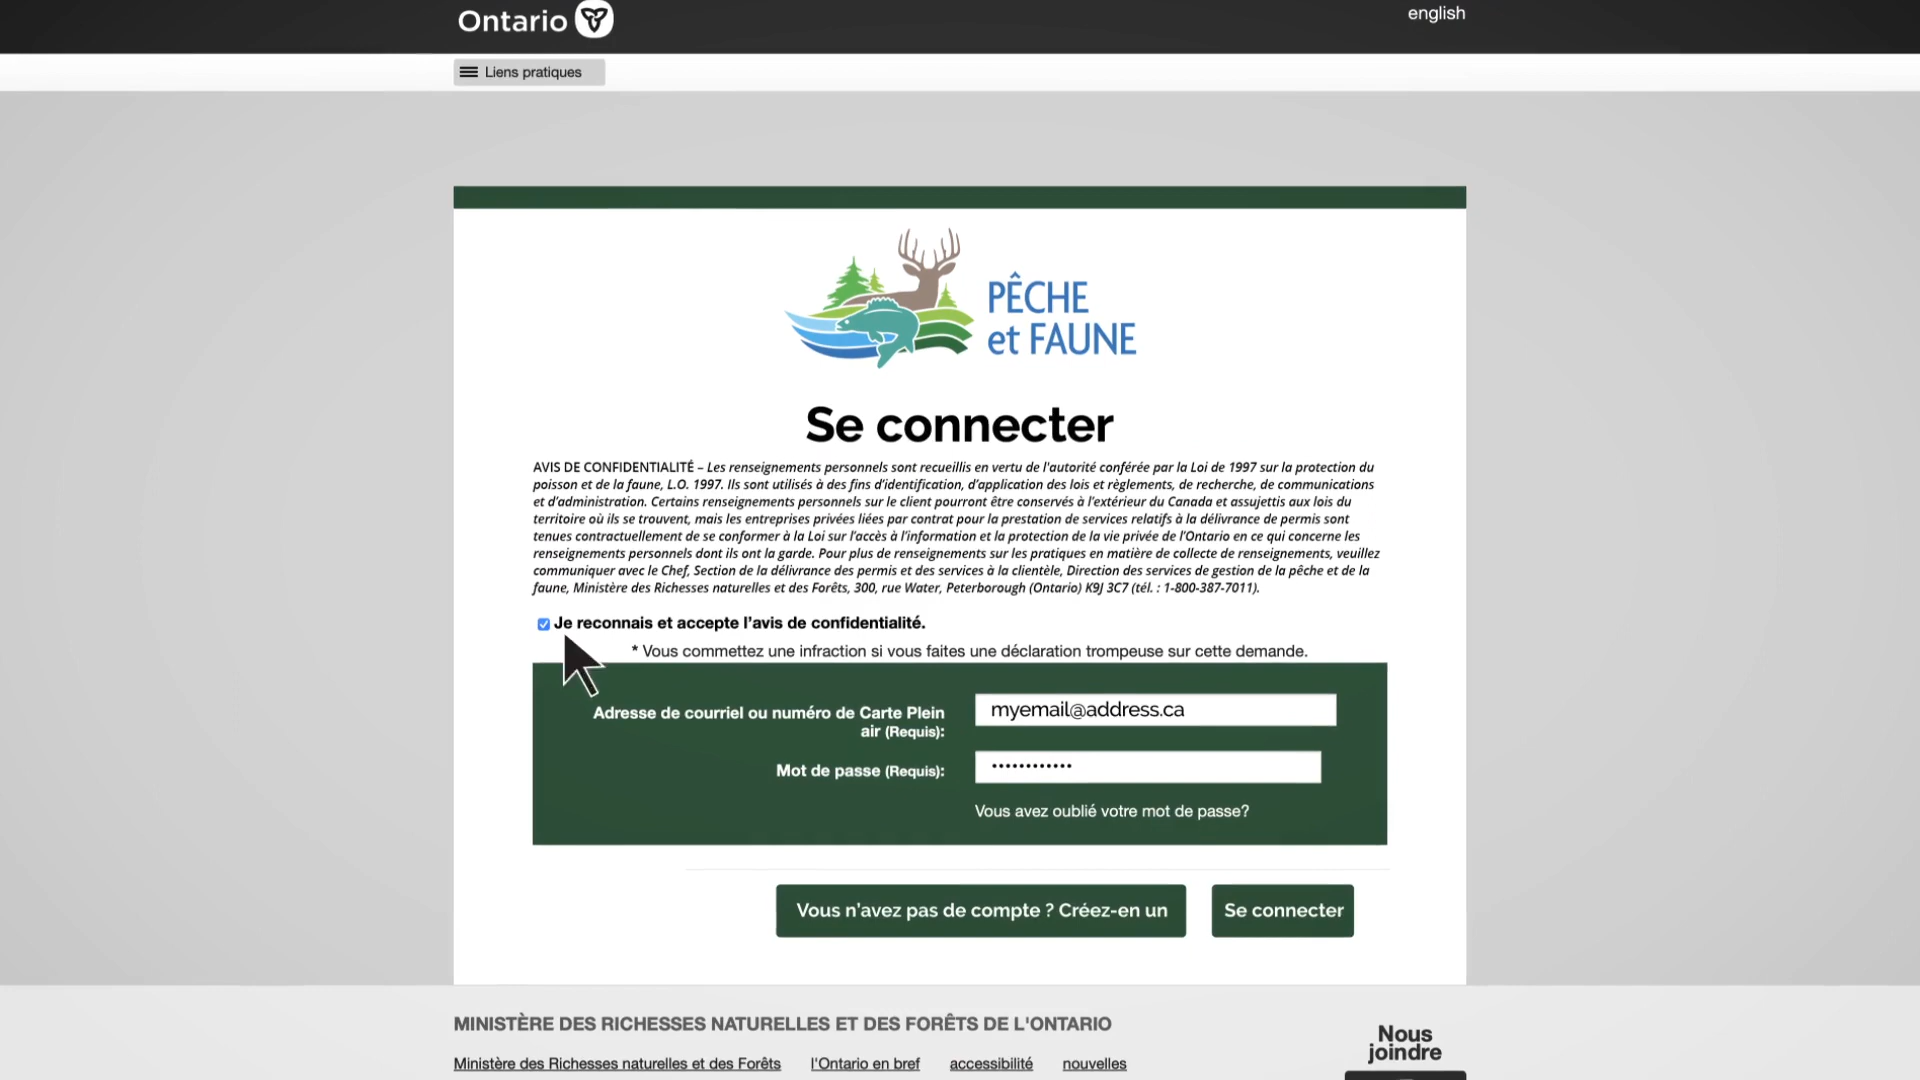 Ontario
english
Liens pratiques
PÊCHE
et FAUNE
Se connecter
AVIS DE CONFIDENTIALITÉ – Les renseignements personnels sont recueillis en vertu de l'autorité conférée par la Loi de 1997 sur la protection du
poisson et de la faune, L.O. 1997. Ils sont utilisés à des fins d'identification, d'application des lois et règlements, de recherche, de communications
et d'administration. Certains renseignements personnels sur le client pourront être conservés à l'extérieur du Canada et assujettis aux lois du
territoire où ils se trouvent, mais les entreprises privées liées par contrat pour la prestation de services relatifs à la délivrance de permis sont
tenues contractuellement de se conformer à la Loi sur l'accès à l'information et la protection de la vie privée de l'Ontario en ce qui concerne les
renseignements personnels dont ils ont la garde. Pour plus de renseignements sur les pratiques en matière de collecte de renseignements, veuillez
communiquer avec le Chef, Section de la délivrance des permis et des services à la clientèle, Direction des services de gestion de la pêche et de la
faune, Ministère des Richesses naturelles et des Forêts, 300, rue Water, Peterborough (Ontario) K9J 3C7 (tél. : 1-800-387-7011).
Je reconnais et accepte l'avis de confidentialité.
* Vous commettez une infraction si vous faites une déclaration trompeuse sur cette demande.
Adresse de courriel ou numéro de Carte Plein
air (Requis):
myemail@address.ca
Mot de passe (Requis):
••••••••••••
Vous avez oublié votre mot de passe?
Vous n'avez pas de compte ? Créez-en un
Se connecter
MINISTÈRE DES RICHESSES NATURELLES ET DES FORÊTS DE L'ONTARIO
Ministère des Richesses naturelles et des Forêts l'Ontario en bref accessibilité nouvelles
Nous
joindre